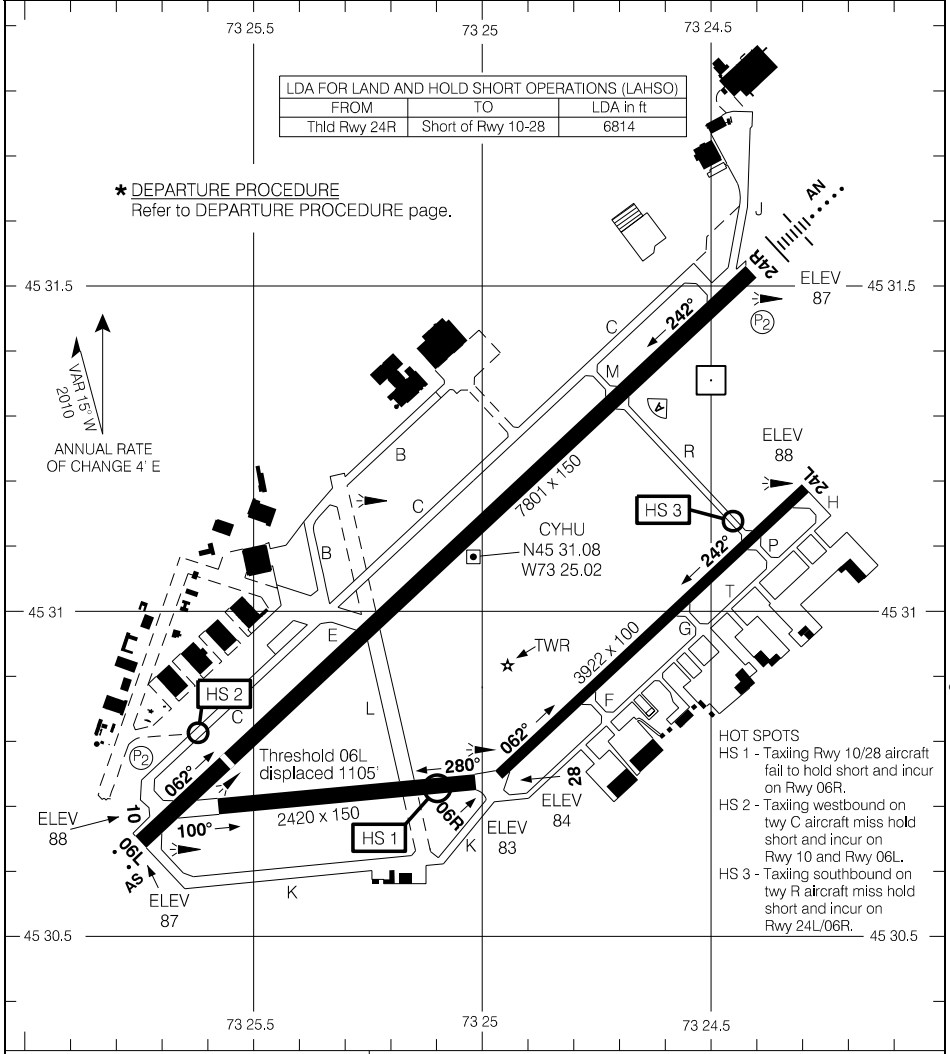 73 25.5
73 25
73 24.5
LDA FOR LAND AND HOLD SHORT OPERATIONS (LAHSO)
FROM TO LDA in ft
Thld Rwy 24R Short of Rwy 10-28 6814
* DEPARTURE PROCEDURE
Refer to DEPARTURE PROCEDURE page.
AN
J
24R
45 31.5
ELEV
87
45 31.5
P2
242°
C
VAR 15° W
2010
ANNUAL RATE
OF CHANGE 4' E
M
A
R
ELEV
88
24L
B
C
7801 x 150
HS 3
H
CYHU
N45 31.08
W73 25.02
B
P
242°
T
45 31
45 31
E
G
TWR
3922 x 100
HS 2
C
L
F
P2
062°
Threshold 06L
displaced 1105'
062°
280°
28
HOT SPOTS
HS 1 - Taxiing Rwy 10/28 aircraft
fail to hold short and incur
on Rwy 06R.
HS 2 - Taxiing westbound on
twy C aircraft miss hold
short and incur on
Rwy 10 and Rwy 06L.
HS 3 - Taxiing southbound on
twy R aircraft miss hold
short and incur on
Rwy 24L/06R.
10
ELEV
88
100°
2420 x 150
06R
ELEV
84
ELEV
83
HS 1
06L
K
AS
K
ELEV
87
45 30.5
45 30.5
73 25.5
73 25
73 24.5